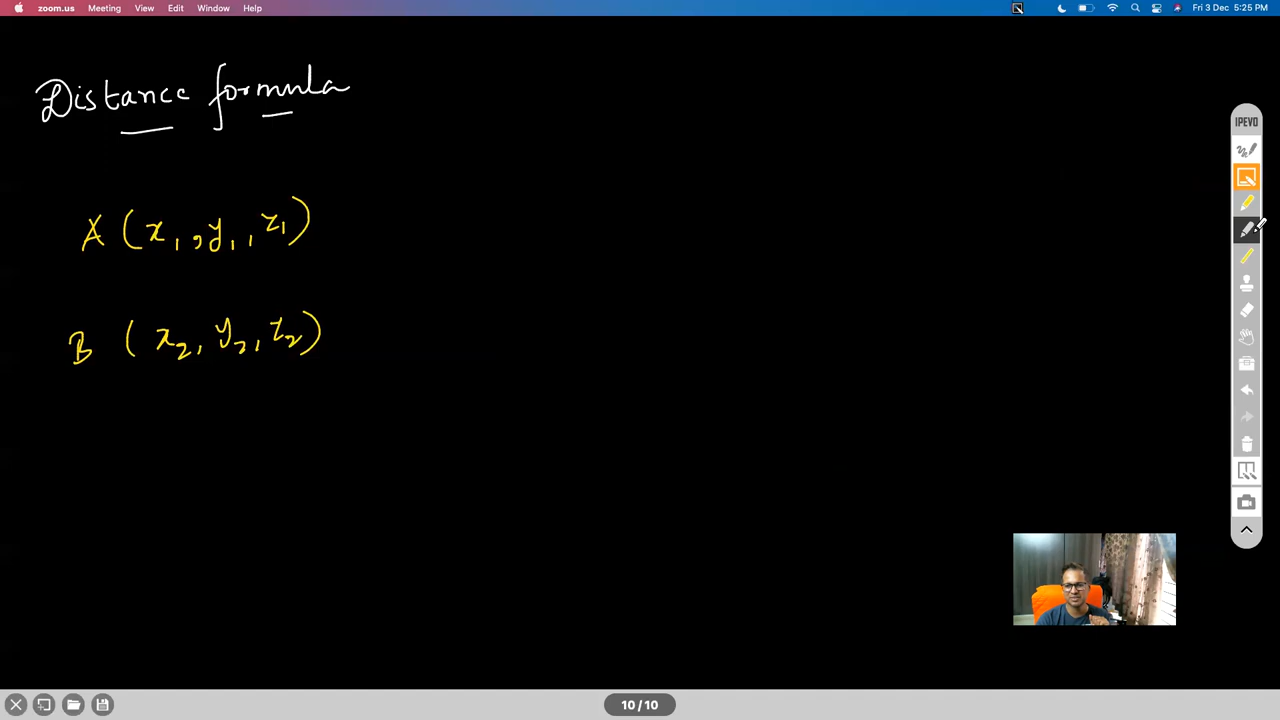 zoom.us Meeting View Edit Window Help Fri 3 Dec 5:25 PM
Distance formula
IPEVO
A (x₁, y₁, z₁)
B (x₂, y₂, z₂)
10/10